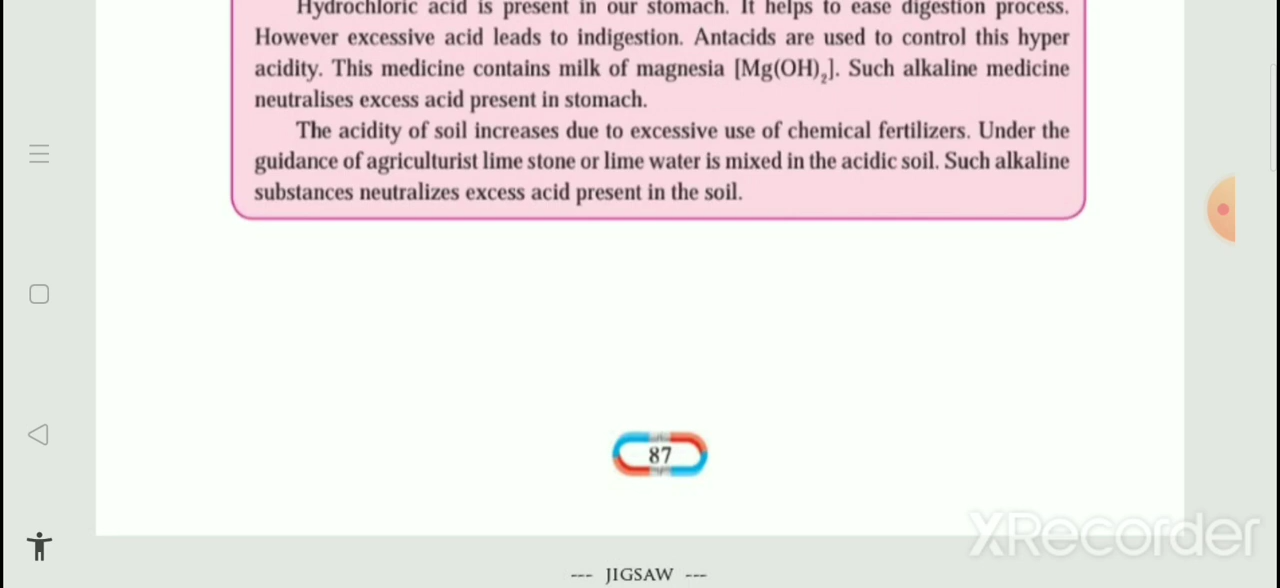 Hydrochloric acid is present in our stomach. It helps to ease digestion process.
However excessive acid leads to indigestion. Antacids are used to control this hyper
acidity. This medicine contains milk of magnesia [Mg(OH)₂]. Such alkaline medicine
neutralises excess acid present in stomach.
The acidity of soil increases due to excessive use of chemical fertilizers. Under the
guidance of agriculturist lime stone or lime water is mixed in the acidic soil. Such alkaline
substances neutralizes excess acid present in the soil.
87
XRecorder
--- JIGSAW ---